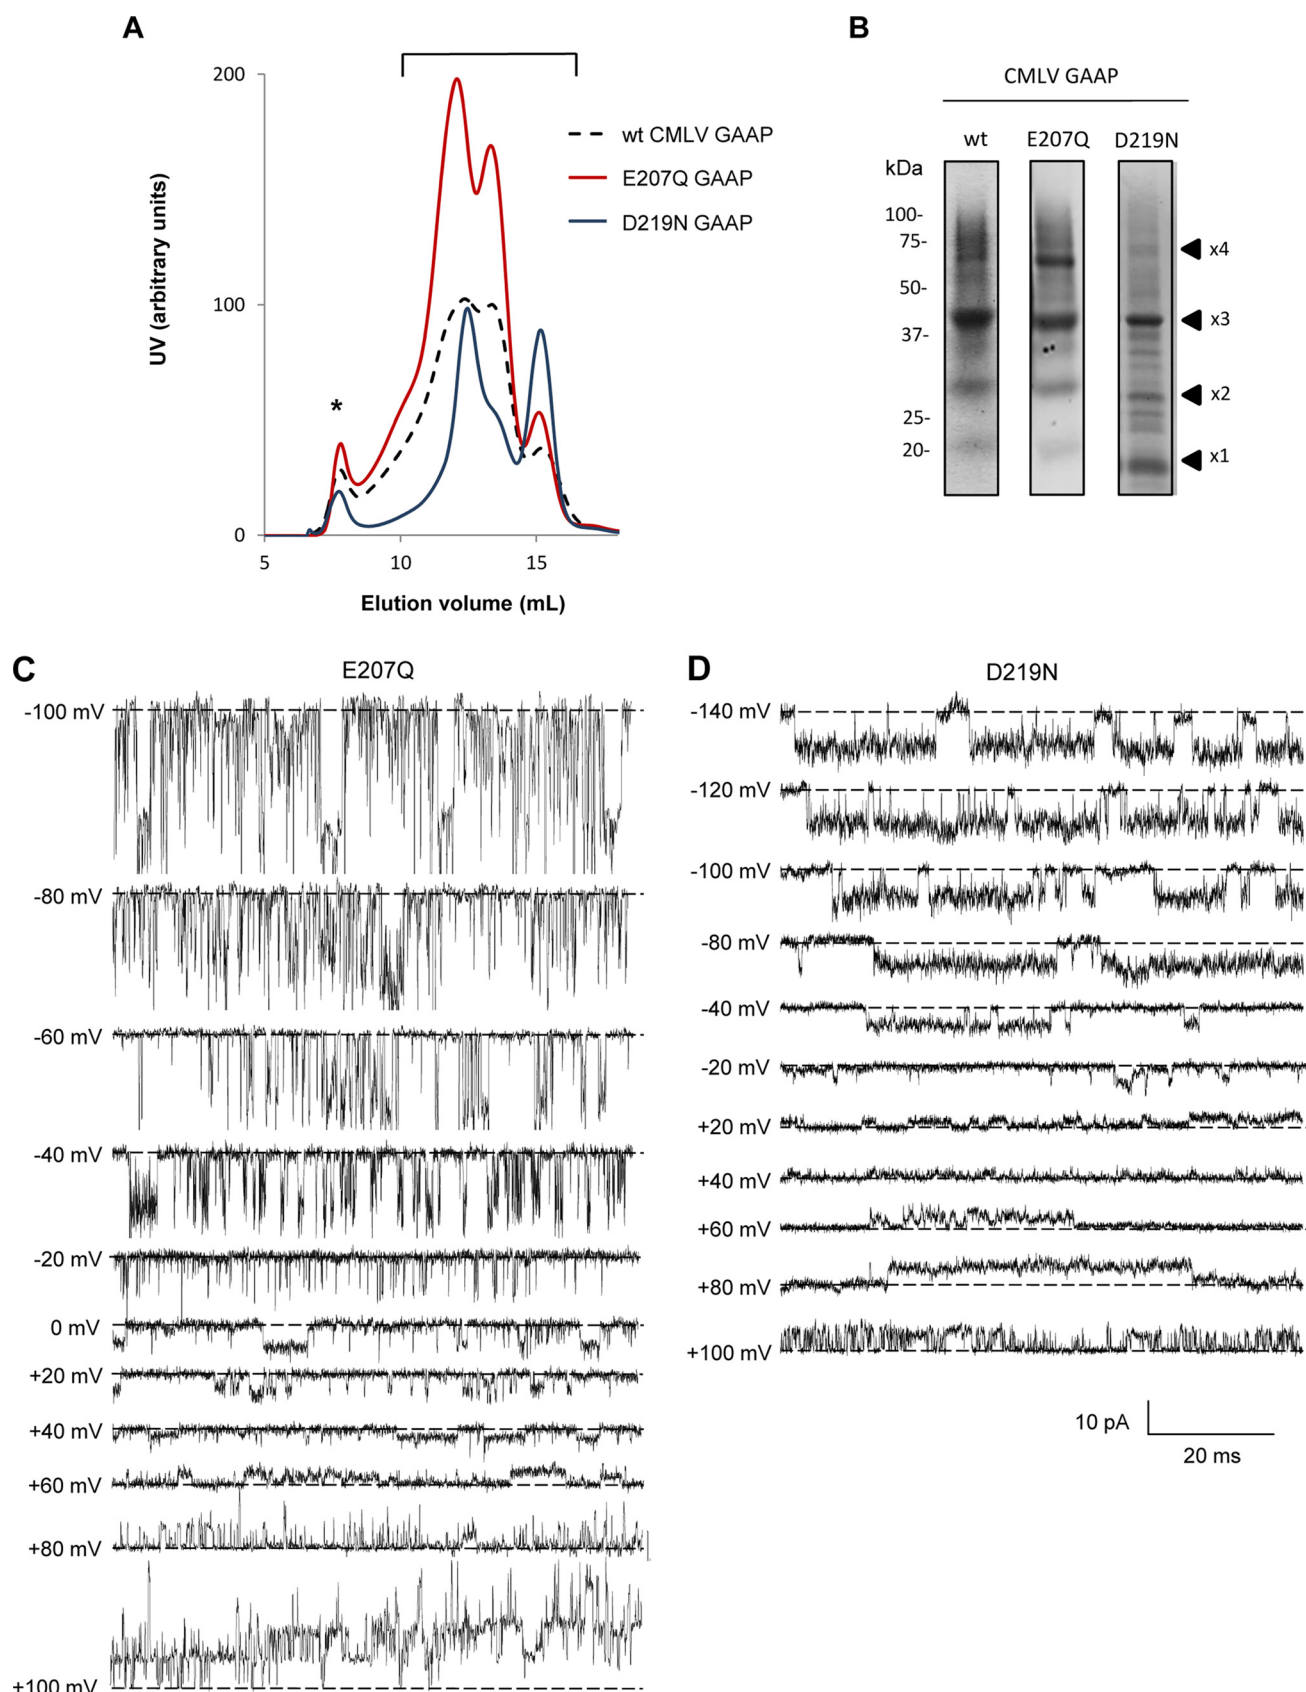 A
200
100
0
UV (arbitrary units)
*
wt CMLV GAAP
E207Q GAAP
D219N GAAP
5 10 15
Elution volume (mL)
B
CMLV GAAP
wt E207Q D219N
kDa
100-
75-
50-
37-
25-
20-
x4
x3
x2
x1
C
E207Q
-100 mV
-80 mV
-60 mV
-40 mV
-20 mV
0 mV
+20 mV
+40 mV
+60 mV
+80 mV
+100 mV
D
D219N
-140 mV
-120 mV
-100 mV
-80 mV
-40 mV
-20 mV
+20 mV
+40 mV
+60 mV
+80 mV
+100 mV
10 pA
20 ms